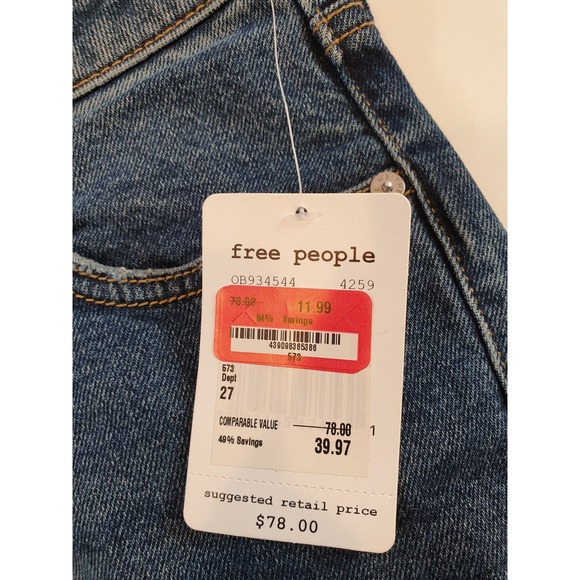 free people
OB934544 4259
78.00 11.99
84% Savings
439098365386
573
573
Dept
27
COMPARABLE VALUE 78.00 1
49% Savings 39.97
suggested retail price
$78.00